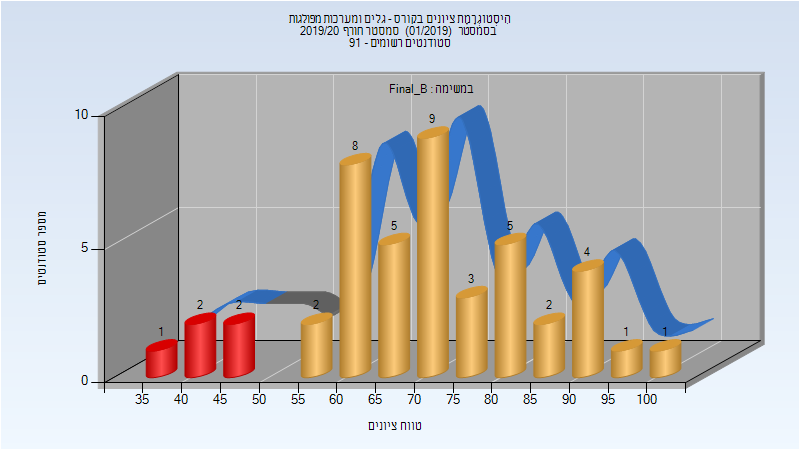 היסטוגרמת ציונים בקורס - גלים ומערכות מפולגות
בסמסטר (01/2019) סמסטר חורף 2019/20
סטודנטים רשומים - 91
במשימה : Final_B
מספר סטודנטים
10
5
0
1
2
2
2
8
5
9
3
5
2
4
1
1
35 40 45 50 55 60 65 70 75 80 85 90 95 100
טווח ציונים